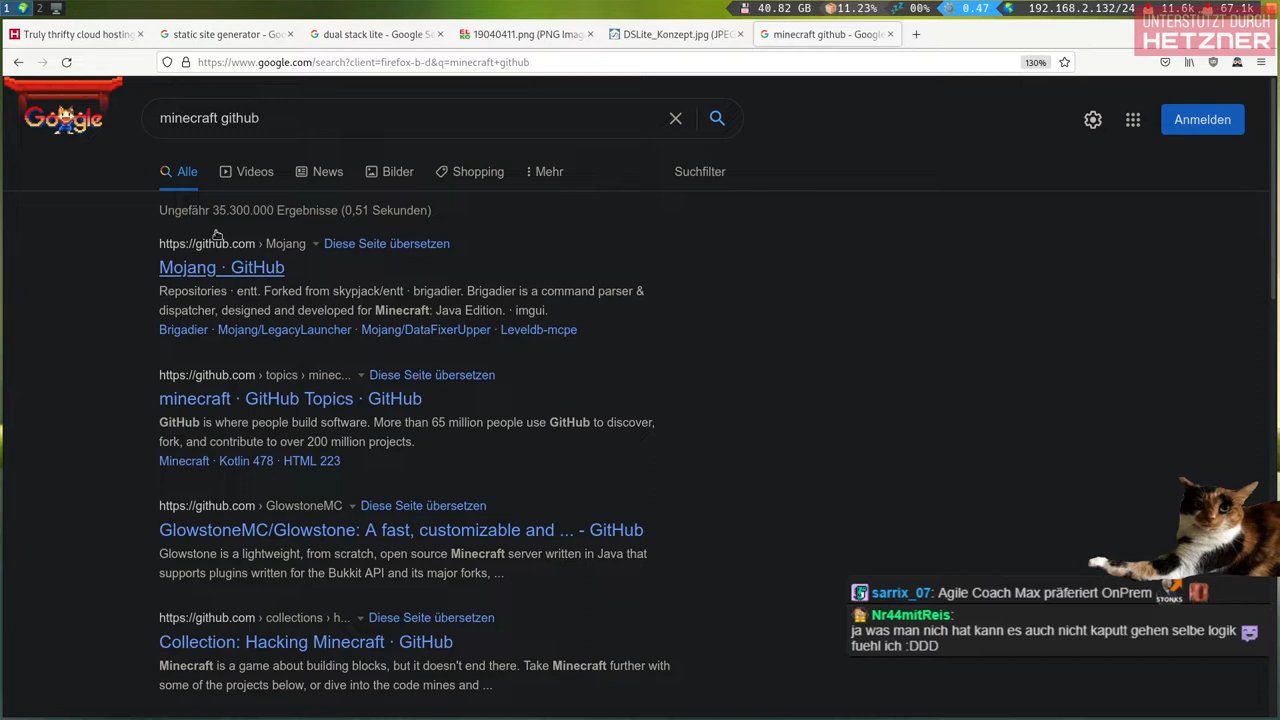 1 2 40.82 GB 11.23% 00% 0.47 192.168.2.132/24 11.6k 67.1k
UNTERSTÜTZT DURCH
HETZNER
Truly thrifty cloud hosting static site generator - Goo dual stack lite - Google Se 19040411.png (PNG Imag DSLite_Konzept.jpg (JPEG minecraft github - Google
https://www.google.com/search?client=firefox-b-d&q=minecraft+github 130%
Google minecraft github Anmelden
Alle Videos News Bilder Shopping Mehr Suchfilter
Ungefähr 35.300.000 Ergebnisse (0,51 Sekunden)
https://github.com › Mojang Diese Seite übersetzen
Mojang · GitHub
Repositories · entt. Forked from skypjack/entt · brigadier. Brigadier is a command parser &
dispatcher, designed and developed for Minecraft: Java Edition. · imgui.
Brigadier · Mojang/LegacyLauncher · Mojang/DataFixerUpper · Leveldb-mcpe
https://github.com › topics › minec... Diese Seite übersetzen
minecraft · GitHub Topics · GitHub
GitHub is where people build software. More than 65 million people use GitHub to discover,
fork, and contribute to over 200 million projects.
Minecraft · Kotlin 478 · HTML 223
https://github.com › GlowstoneMC Diese Seite übersetzen
GlowstoneMC/Glowstone: A fast, customizable and ... - GitHub
Glowstone is a lightweight, from scratch, open source Minecraft server written in Java that
supports plugins written for the Bukkit API and its major forks, ...
https://github.com › collections › h... Diese Seite übersetzen
Collection: Hacking Minecraft · GitHub
Minecraft is a game about building blocks, but it doesn't end there. Take Minecraft further with
some of the projects below, or dive into the code mines and ...
sarrix_07: Agile Coach Max präferiert OnPrem STONKS
Nr44mitReis:
ja was man nich hat kann es auch nicht kaputt gehen selbe logik
fuehl ich :DDD